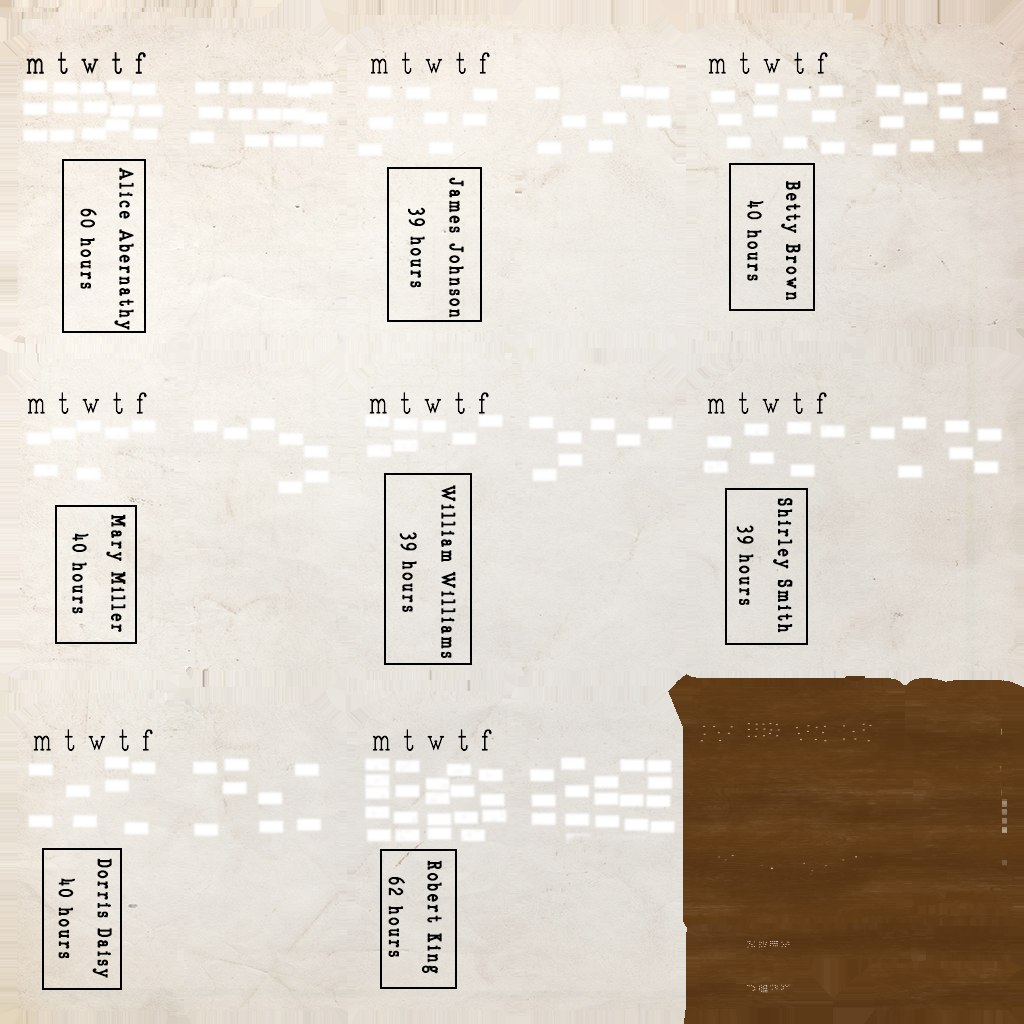 m t w t f
Alice Abernathy
60 hours
m t w t f
James Johnson
39 hours
m t w t f
Betty Brown
40 hours
m t w t f
Mary Miller
40 hours
m t w t f
William Williams
39 hours
m t w t f
Shirley Smith
39 hours
m t w t f
Dorris Daisy
40 hours
m t w t f
Robert King
62 hours